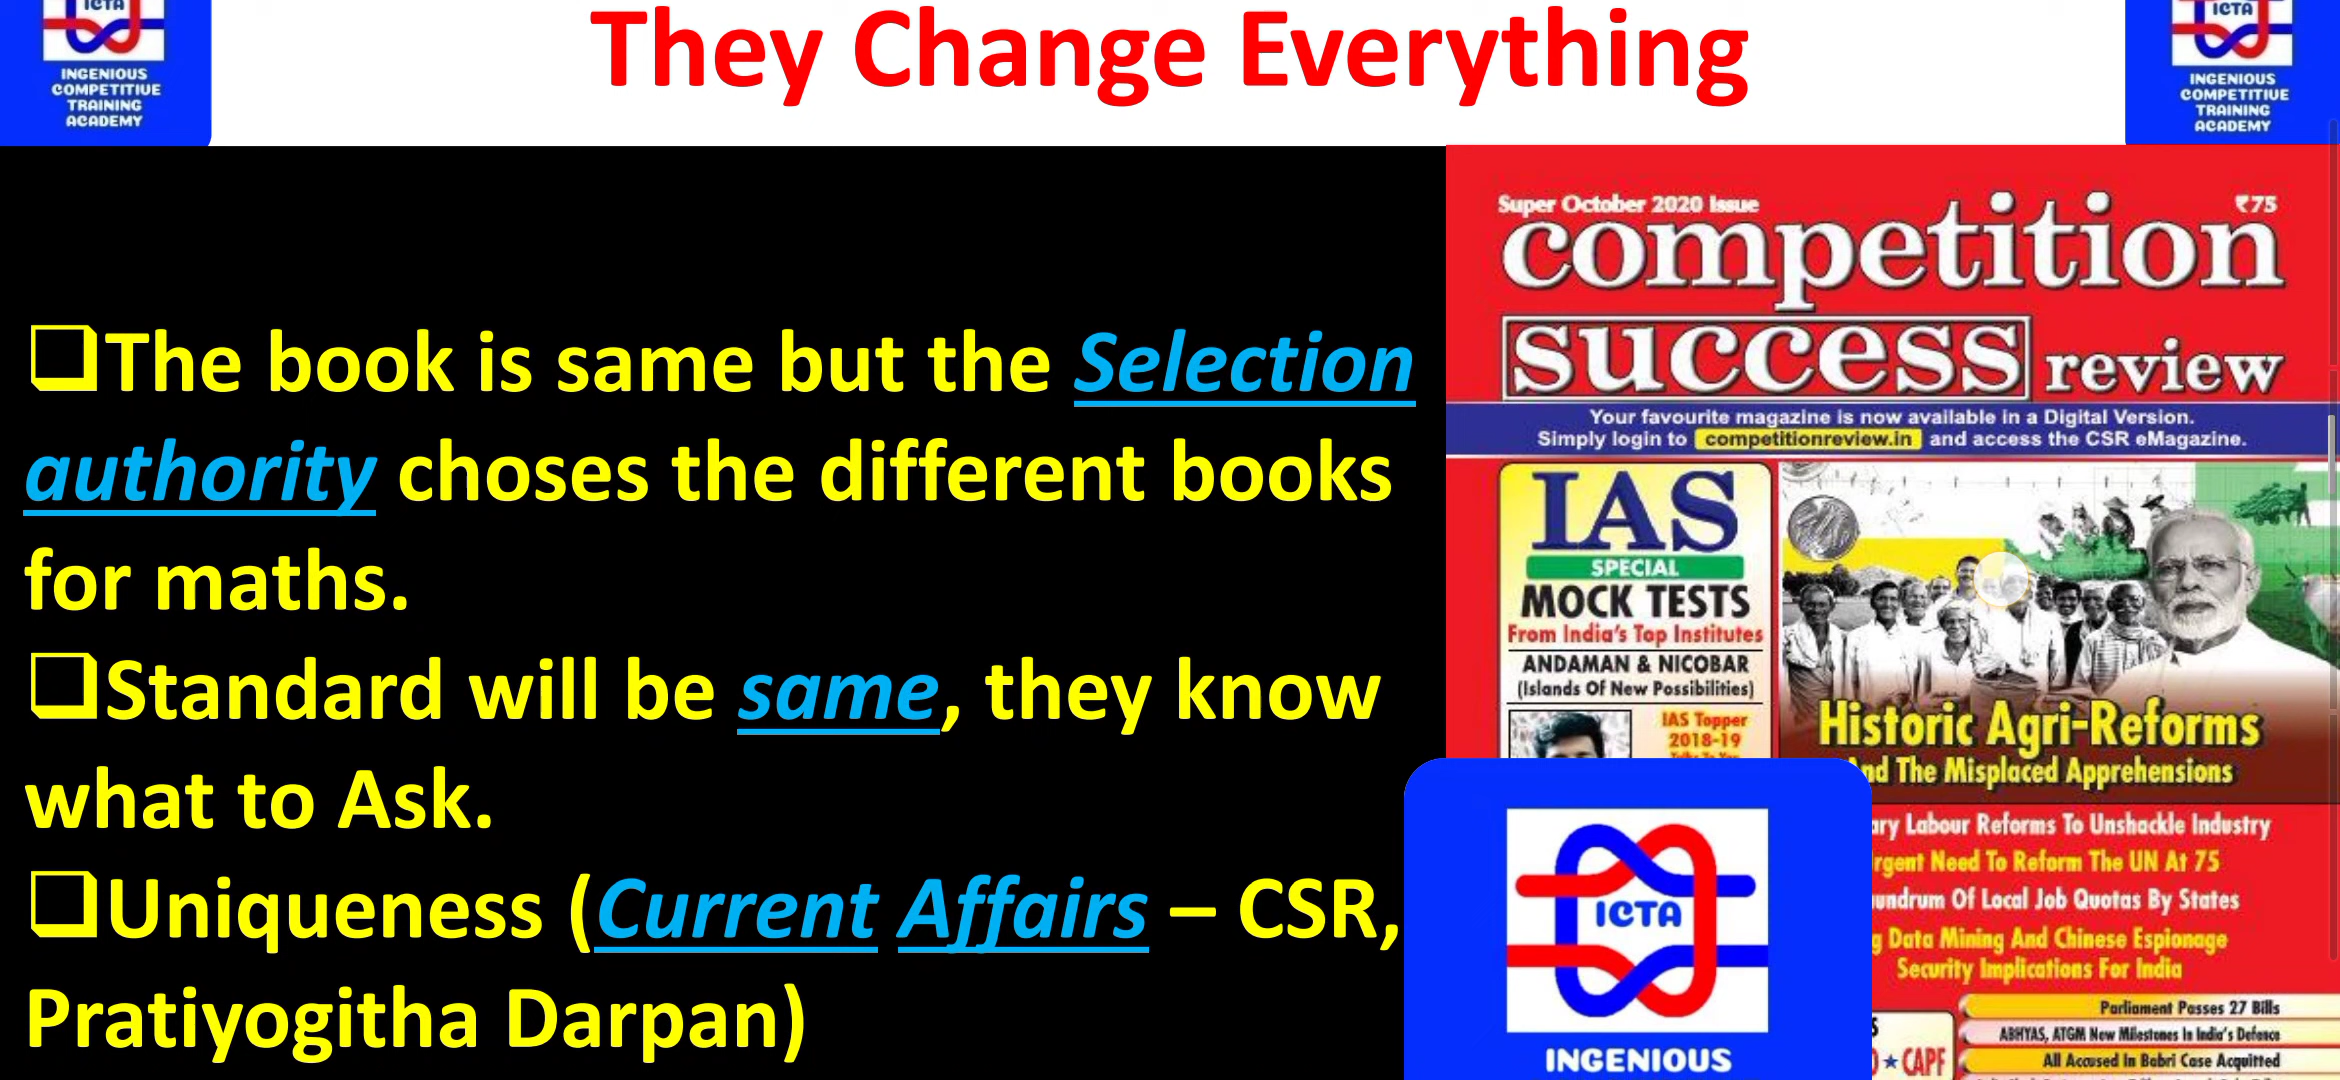 ICTA
INGENIOUS
COMPETITIVE
TRAINING
ACADEMY
They Change Everything
ICTA
INGENIOUS
COMPETITIVE
TRAINING
ACADEMY
❑The book is same but the Selection
authority choses the different books
for maths.
❑Standard will be same, they know
what to Ask.
❑Uniqueness (Current Affairs – CSR,
Pratiyogitha Darpan)
Super October 2020 Issue
₹75
competition
success review
Your favourite magazine is now available in a Digital Version.
Simply login to competitionreview.in and access the CSR eMagazine.
IAS
SPECIAL
MOCK TESTS
From India's Top Institutes
ANDAMAN & NICOBAR
(Islands Of New Possibilities)
IAS Topper
2018-19
Historic Agri-Reforms
And The Misplaced Apprehensions
Labour Reforms To Unshackle Industry
Need To Reform The UN At 75
Of Local Job Quotas By States
Data Mining And Chinese Espionage
Security Implications For India
Parliament Passes 27 Bills
ABHYAS, ATGM New Milestones In India's Defence
★ CAPF
All Accused In Babri Case Acquitted
ICTA
INGENIOUS